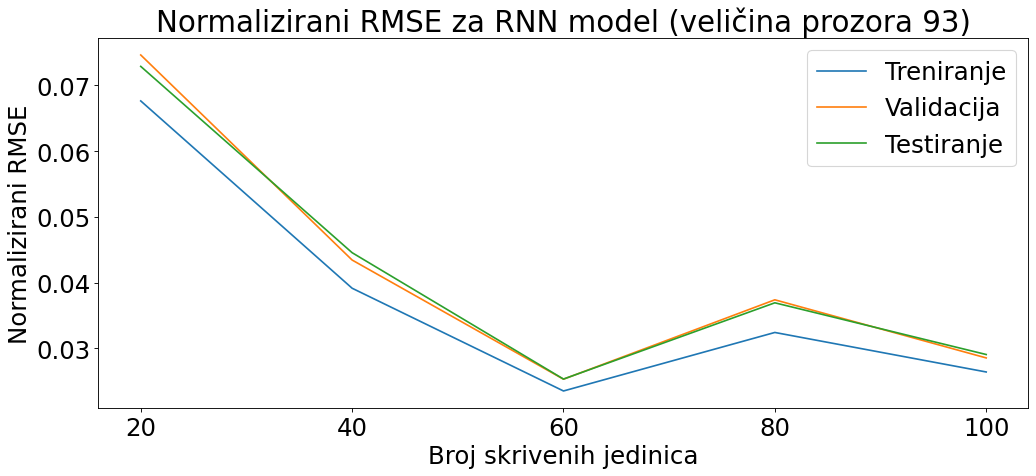 Normalizirani RMSE za RNN model (veličina prozora 93)
Treniranje
Validacija
Testiranje
Normalizirani RMSE
0.07
0.06
0.05
0.04
0.03
20 40 60 80 100
Broj skrivenih jedinica